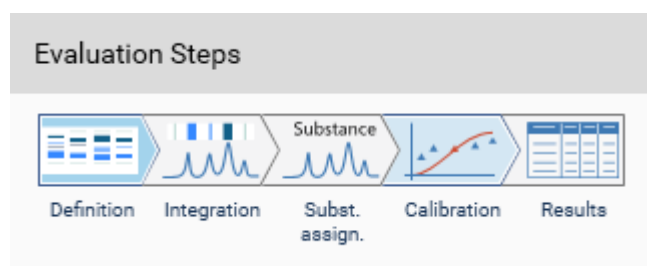 Evaluation Steps
Substance
Definition
Integration
Subst.
assign.
Calibration
Results